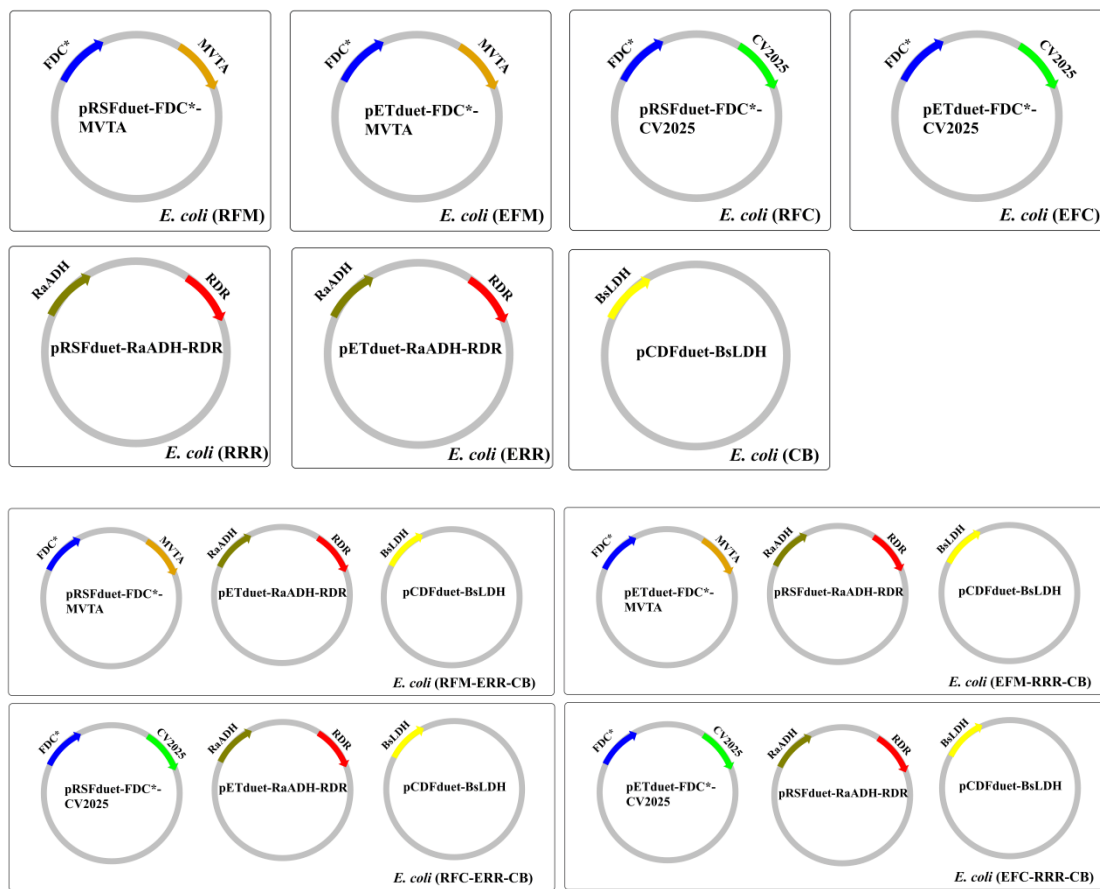 FDC*
MVTA
pRSFduet-FDC*-
MVTA
E. coli (RFM)
FDC*
MVTA
pETduet-FDC*-
MVTA
E. coli (EFM)
FDC*
CV2025
pRSFduet-FDC*-
CV2025
E. coli (RFC)
FDC*
CV2025
pETduet-FDC*-
CV2025
E. coli (EFC)
RaADH
RDR
pRSFduet-RaADH-RDR
E. coli (RRR)
RaADH
RDR
pETduet-RaADH-RDR
E. coli (ERR)
BsLDH
pCDFduet-BsLDH
E. coli (CB)
FDC*
MVTA
pRSFduet-FDC*-
MVTA
RaADH
RDR
pETduet-RaADH-RDR
BsLDH
pCDFduet-BsLDH
E. coli (RFM-ERR-CB)
FDC*
MVTA
pETduet-FDC*-
MVTA
RaADH
RDR
pRSFduet-RaADH-RDR
BsLDH
pCDFduet-BsLDH
E. coli (EFM-RRR-CB)
FDC*
CV2025
pRSFduet-FDC*-
CV2025
RaADH
RDR
pETduet-RaADH-RDR
BsLDH
pCDFduet-BsLDH
E. coli (RFC-ERR-CB)
FDC*
CV2025
pETduet-FDC*-
CV2025
RaADH
RDR
pRSFduet-RaADH-RDR
BsLDH
pCDFduet-BsLDH
E. coli (EFC-RRR-CB)